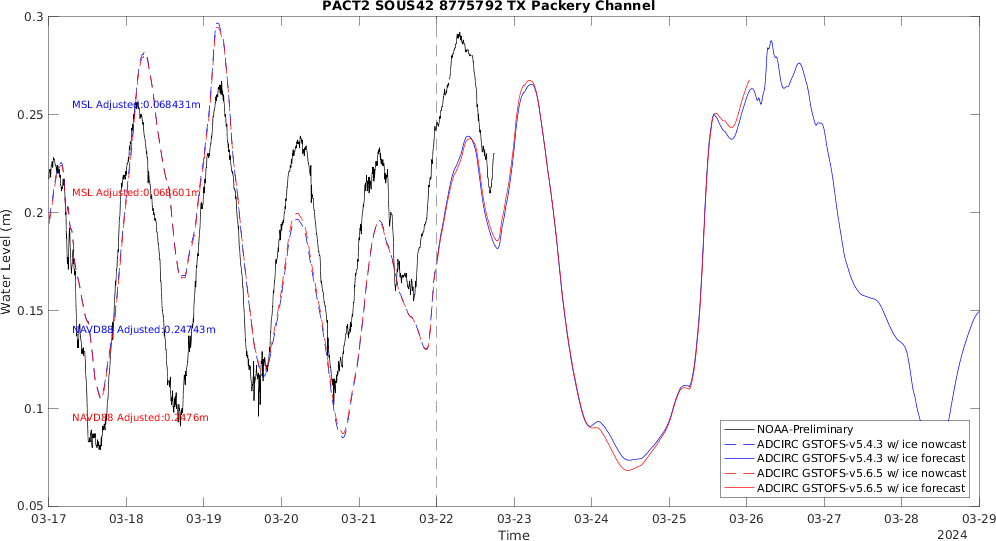 PACT2 SOUS42 8775792 TX Packery Channel
0.3
0.25
0.2
0.15
0.1
0.05
Water Level (m)
MSL Adjusted:0.068431m
MSL Adjusted:0.068601m
NAVD88 Adjusted:0.24743m
NAVD88 Adjusted:0.2476m
NOAA-Preliminary
ADCIRC GSTOFS-v5.4.3 w/ ice nowcast
ADCIRC GSTOFS-v5.4.3 w/ ice forecast
ADCIRC GSTOFS-v5.6.5 w/ ice nowcast
ADCIRC GSTOFS-v5.6.5 w/ ice forecast
03-17 03-18 03-19 03-20 03-21 03-22 03-23 03-24 03-25 03-26 03-27 03-28 03-29
Time
2024